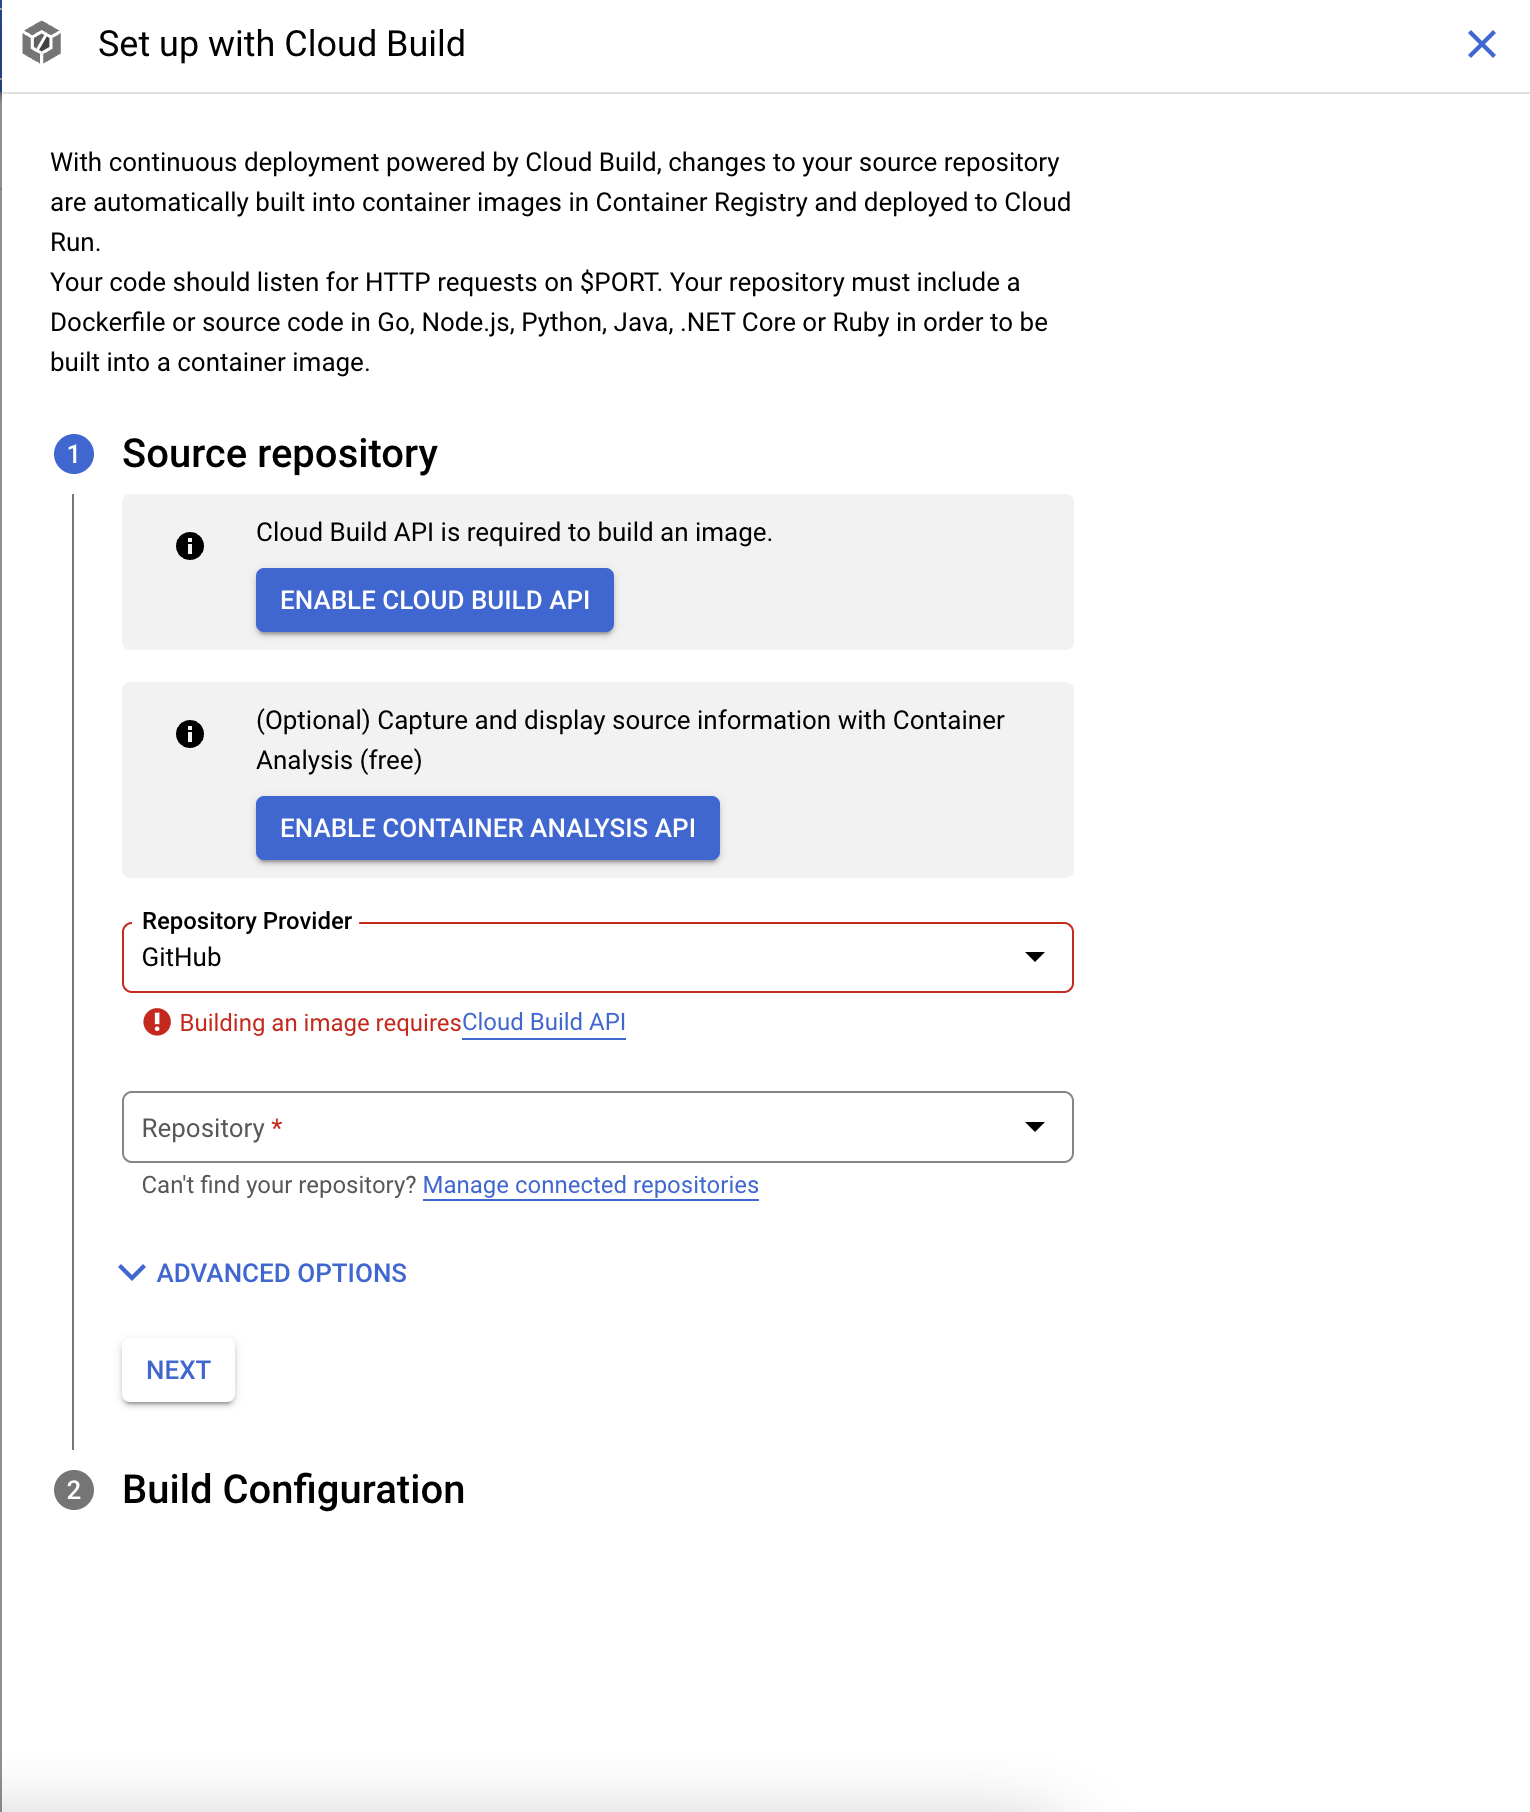 Set up with Cloud Build
With continuous deployment powered by Cloud Build, changes to your source repository
are automatically built into container images in Container Registry and deployed to Cloud
Run.
Your code should listen for HTTP requests on $PORT. Your repository must include a
Dockerfile or source code in Go, Node.js, Python, Java, .NET Core or Ruby in order to be
built into a container image.
1 Source repository
Cloud Build API is required to build an image.
ENABLE CLOUD BUILD API
(Optional) Capture and display source information with Container
Analysis (free)
ENABLE CONTAINER ANALYSIS API
Repository Provider
GitHub
Building an image requiresCloud Build API
Repository *
Can't find your repository? Manage connected repositories
ADVANCED OPTIONS
NEXT
2 Build Configuration